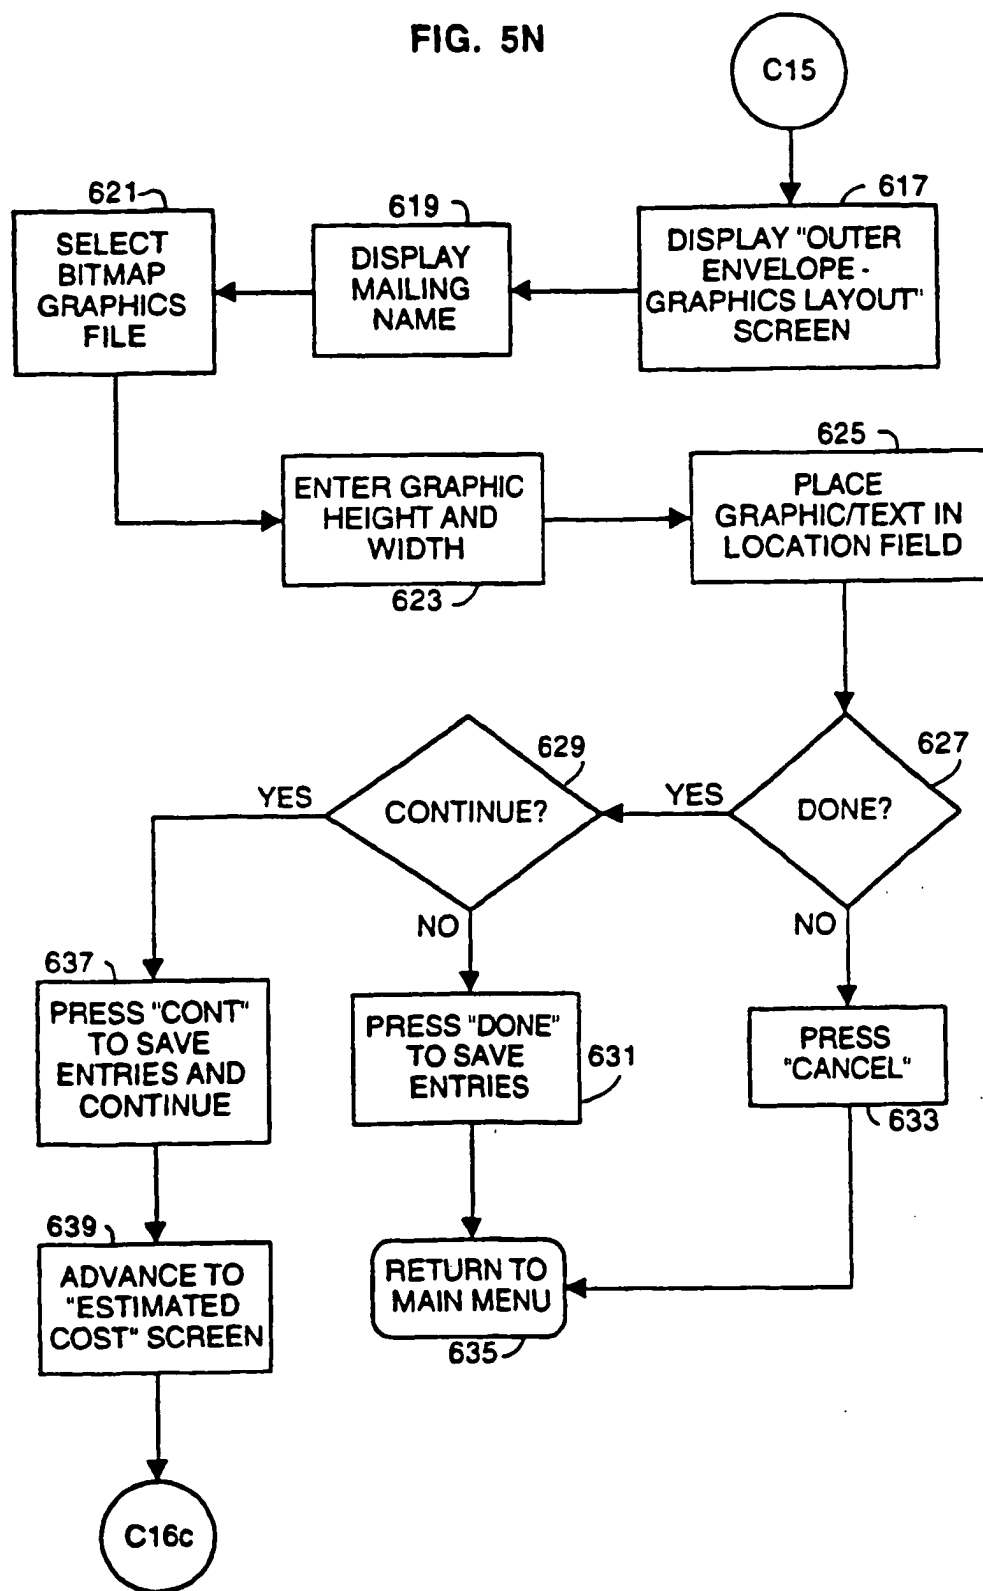 FIG. 5N
C15
617
DISPLAY "OUTER
ENVELOPE -
GRAPHICS LAYOUT"
SCREEN
619
DISPLAY
MAILING
NAME
621
SELECT
BITMAP
GRAPHICS
FILE
ENTER GRAPHIC
HEIGHT AND
WIDTH
623
625
PLACE
GRAPHIC/TEXT IN
LOCATION FIELD
627
DONE?
YES
NO
629
CONTINUE?
YES
NO
637
PRESS "CONT"
TO SAVE
ENTRIES AND
CONTINUE
PRESS "DONE"
TO SAVE
ENTRIES
631
PRESS
"CANCEL"
633
639
ADVANCE TO
"ESTIMATED
COST" SCREEN
RETURN TO
MAIN MENU
635
C16c